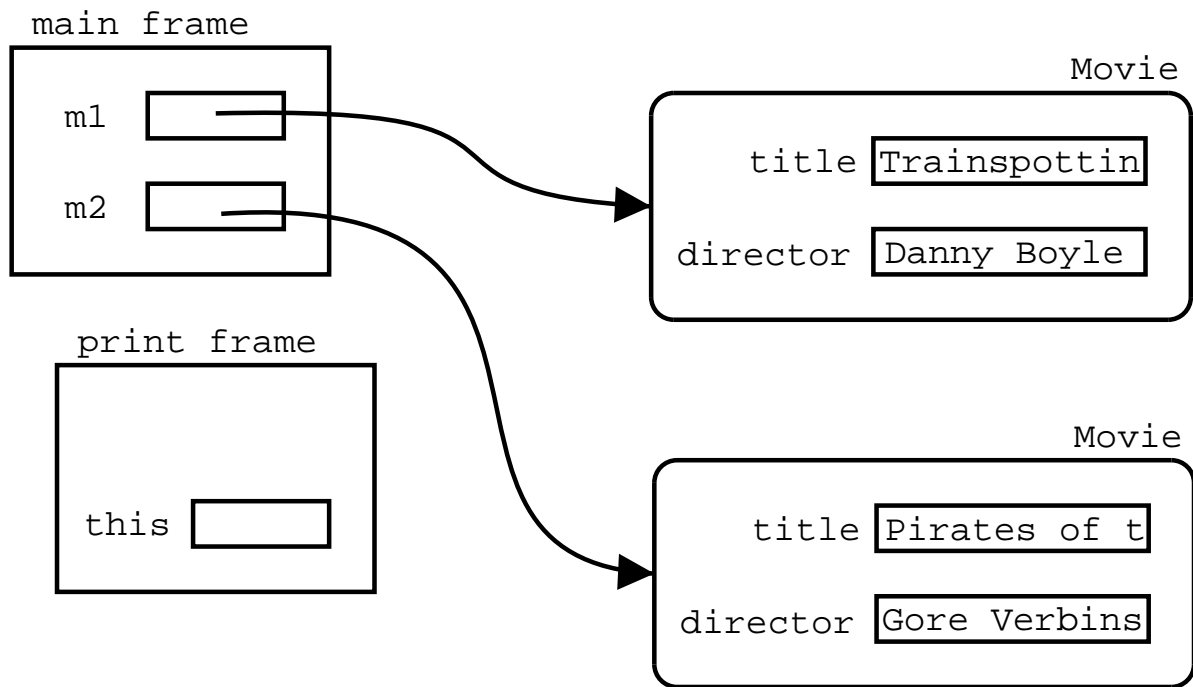 main frame
m1
m2
print frame
this
Movie
title Trainspottin
director Danny Boyle
Movie
title Pirates of t
director Gore Verbins